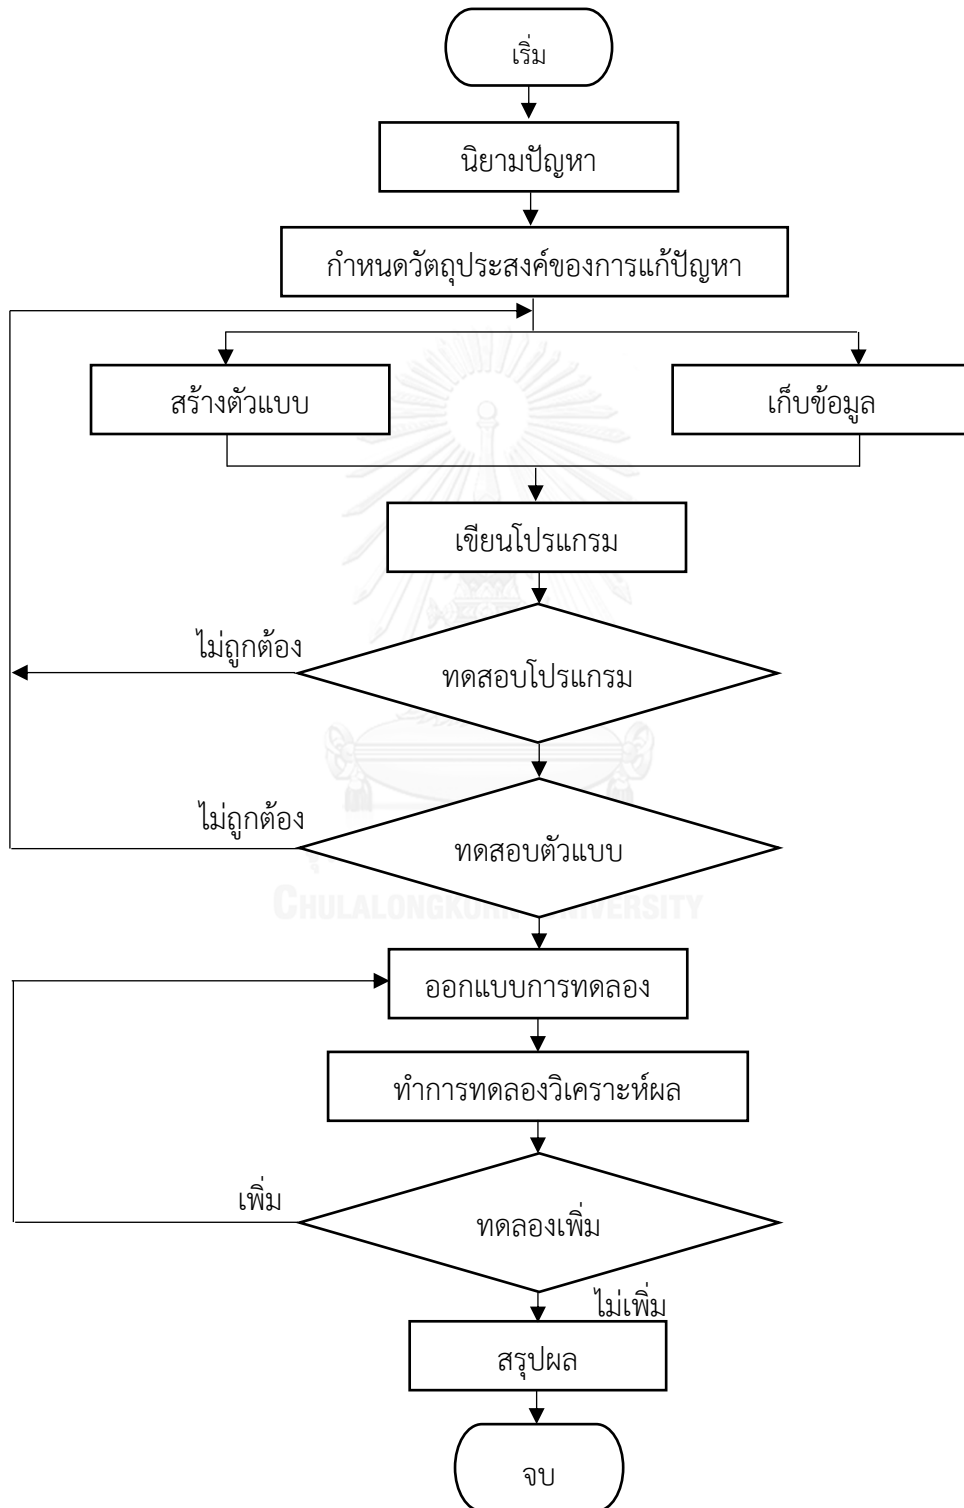 เริ่ม
นิยามปัญหา
กำหนดวัตถุประสงค์ของการแก้ปัญหา
สร้างตัวแบบ
เก็บข้อมูล
เขียนโปรแกรม
ไม่ถูกต้อง
ทดสอบโปรแกรม
ไม่ถูกต้อง
ทดสอบตัวแบบ
CHULALONGKORN UNIVERSITY
ออกแบบการทดลอง
ทำการทดลองวิเคราะห์ผล
เพิ่ม
ทดลองเพิ่ม
ไม่เพิ่ม
สรุปผล
จบ